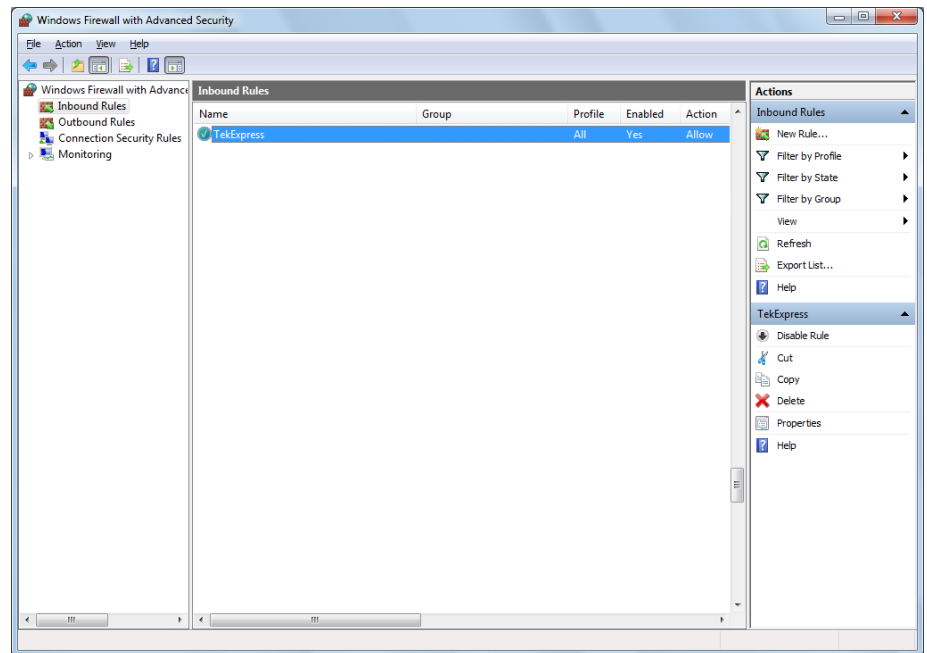 Windows Firewall with Advanced Security
File Action View Help
Windows Firewall with Advance
Inbound Rules
Outbound Rules
Connection Security Rules
Monitoring
Inbound Rules
Name Group Profile Enabled Action
TekExpress All Yes Allow
Actions
Inbound Rules
New Rule...
Filter by Profile
Filter by State
Filter by Group
View
Refresh
Export List...
Help
TekExpress
Disable Rule
Cut
Copy
Delete
Properties
Help